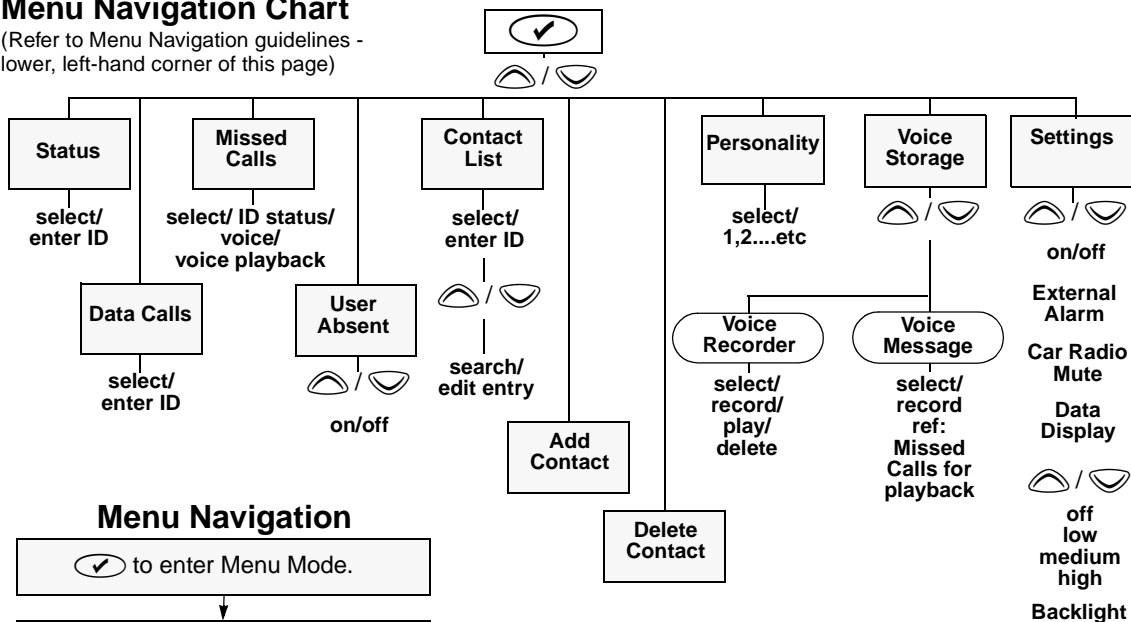 Menu Navigation Chart
(Refer to Menu Navigation guidelines -
lower, left-hand corner of this page)
/
Status
select/
enter ID
Data Calls
select/
enter ID
Missed
Calls
select/ ID status/
voice/
voice playback
User
Absent
/
on/off
Contact
List
select/
enter ID
/
search/
edit entry
Add
Contact
Delete
Contact
Personality
select/
1,2....etc
Voice
Storage
/
Voice
Recorder
select/
record/
play/
delete
Voice
Message
select/
record
ref:
Missed
Calls for
playback
Settings
/
on/off
External
Alarm
Car Radio
Mute
Data
Display
/
off
low
medium
high
Backlight
Menu Navigation
to enter Menu Mode.